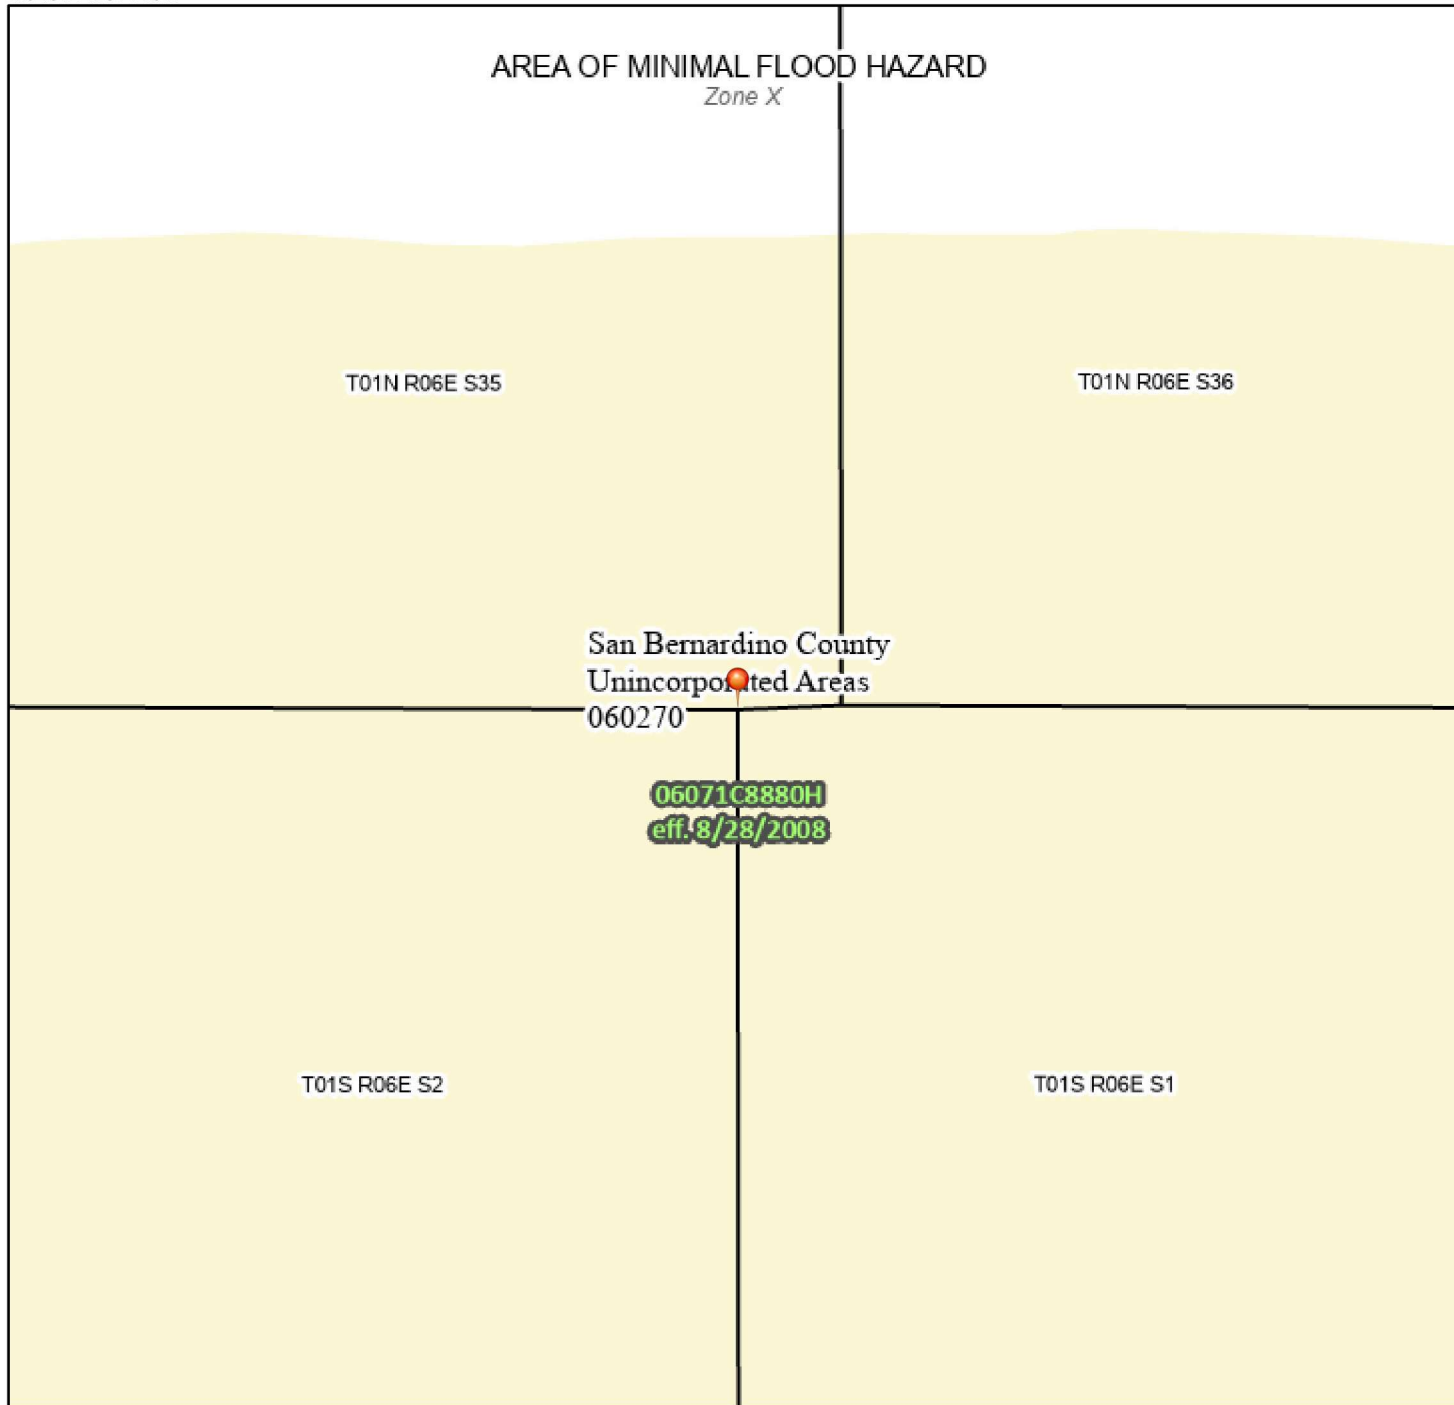 AREA OF MINIMAL FLOOD HAZARD
Zone X
T01N R06E S35
T01N R06E S36
San Bernardino County
Unincorporated Areas
060270
06071C8880H
eff. 8/28/2008
T01S R06E S2
T01S R06E S1